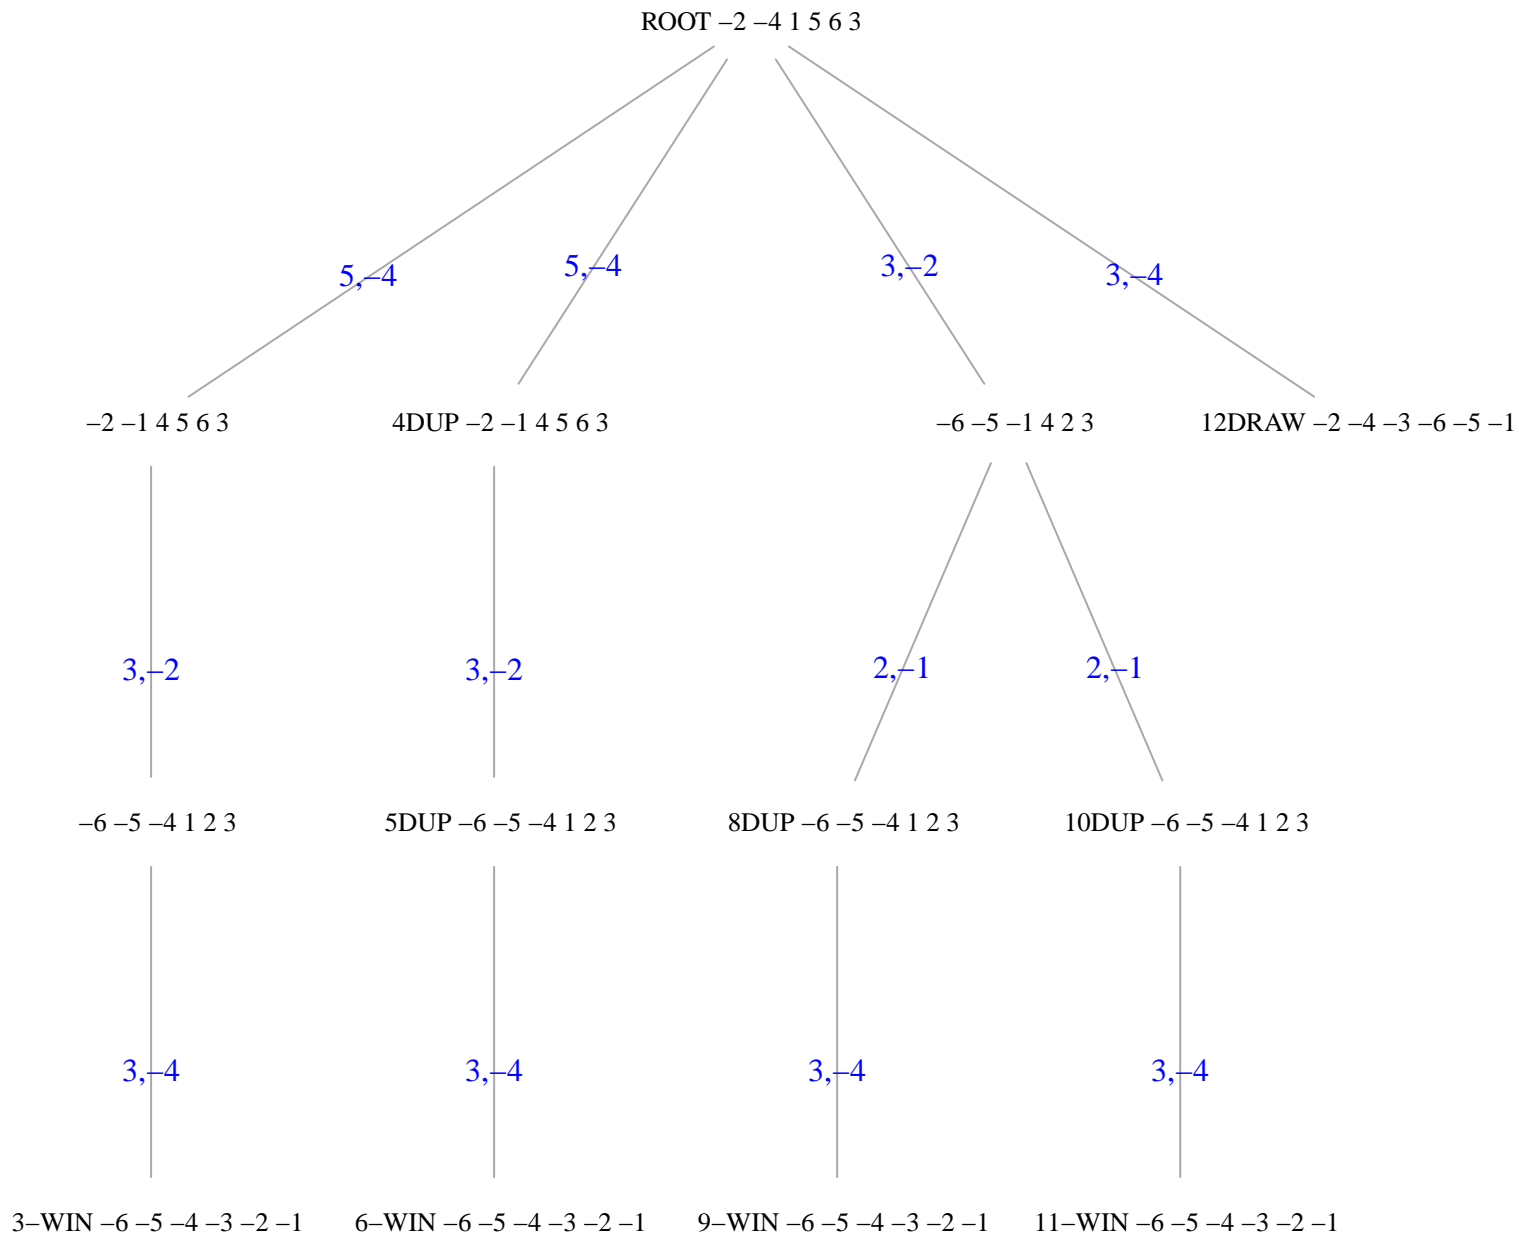 ROOT –2 –4 1 5 6 3
5,–4
5,–4
3,–2
3,–4
–2 –1 4 5 6 3
4DUP –2 –1 4 5 6 3
–6 –5 –1 4 2 3
12DRAW –2 –4 –3 –6 –5 –1
3,–2
3,–2
2,–1
2,–1
–6 –5 –4 1 2 3
5DUP –6 –5 –4 1 2 3
8DUP –6 –5 –4 1 2 3
10DUP –6 –5 –4 1 2 3
3,–4
3,–4
3,–4
3,–4
3–WIN –6 –5 –4 –3 –2 –1
6–WIN –6 –5 –4 –3 –2 –1
9–WIN –6 –5 –4 –3 –2 –1
11–WIN –6 –5 –4 –3 –2 –1